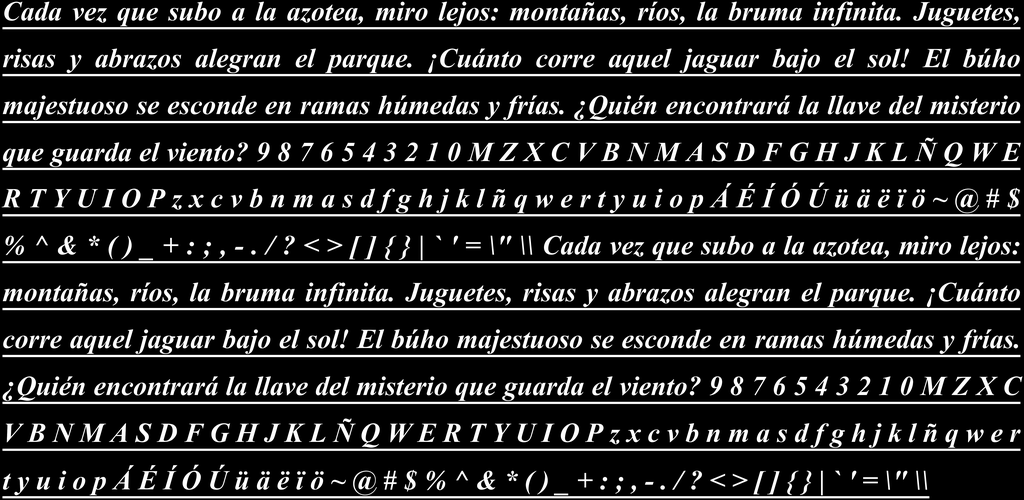 Cada vez que subo a la azotea, miro lejos: montañas, ríos, la bruma infinita. Juguetes,
risas y abrazos alegran el parque. ¡Cuánto corre aquel jaguar bajo el sol! El búho
majestuoso se esconde en ramas húmedas y frías. ¿Quién encontrará la llave del misterio
que guarda el viento? 9 8 7 6 5 4 3 2 1 0 M Z X C V B N M A S D F G H J K L Ñ Q W E
R T Y U I O P z x c v b n m a s d f g h j k l ñ q w e r t y u i o p Á É Í Ó Ú ü ä ë ï ö ~ @ # $
% ^ & * ( ) _ + : ; , - . / ? < > [ ] { } | ` ' = \" \\ Cada vez que subo a la azotea, miro lejos:
montañas, ríos, la bruma infinita. Juguetes, risas y abrazos alegran el parque. ¡Cuánto
corre aquel jaguar bajo el sol! El búho majestuoso se esconde en ramas húmedas y frías.
¿Quién encontrará la llave del misterio que guarda el viento? 9 8 7 6 5 4 3 2 1 0 M Z X C
V B N M A S D F G H J K L Ñ Q W E R T Y U I O P z x c v b n m a s d f g h j k l ñ q w e r
t y u i o p Á É Í Ó Ú ü ä ë ï ö ~ @ # $ % ^ & * ( ) _ + : ; , - . / ? < > [ ] { } | ` ' = \" \\